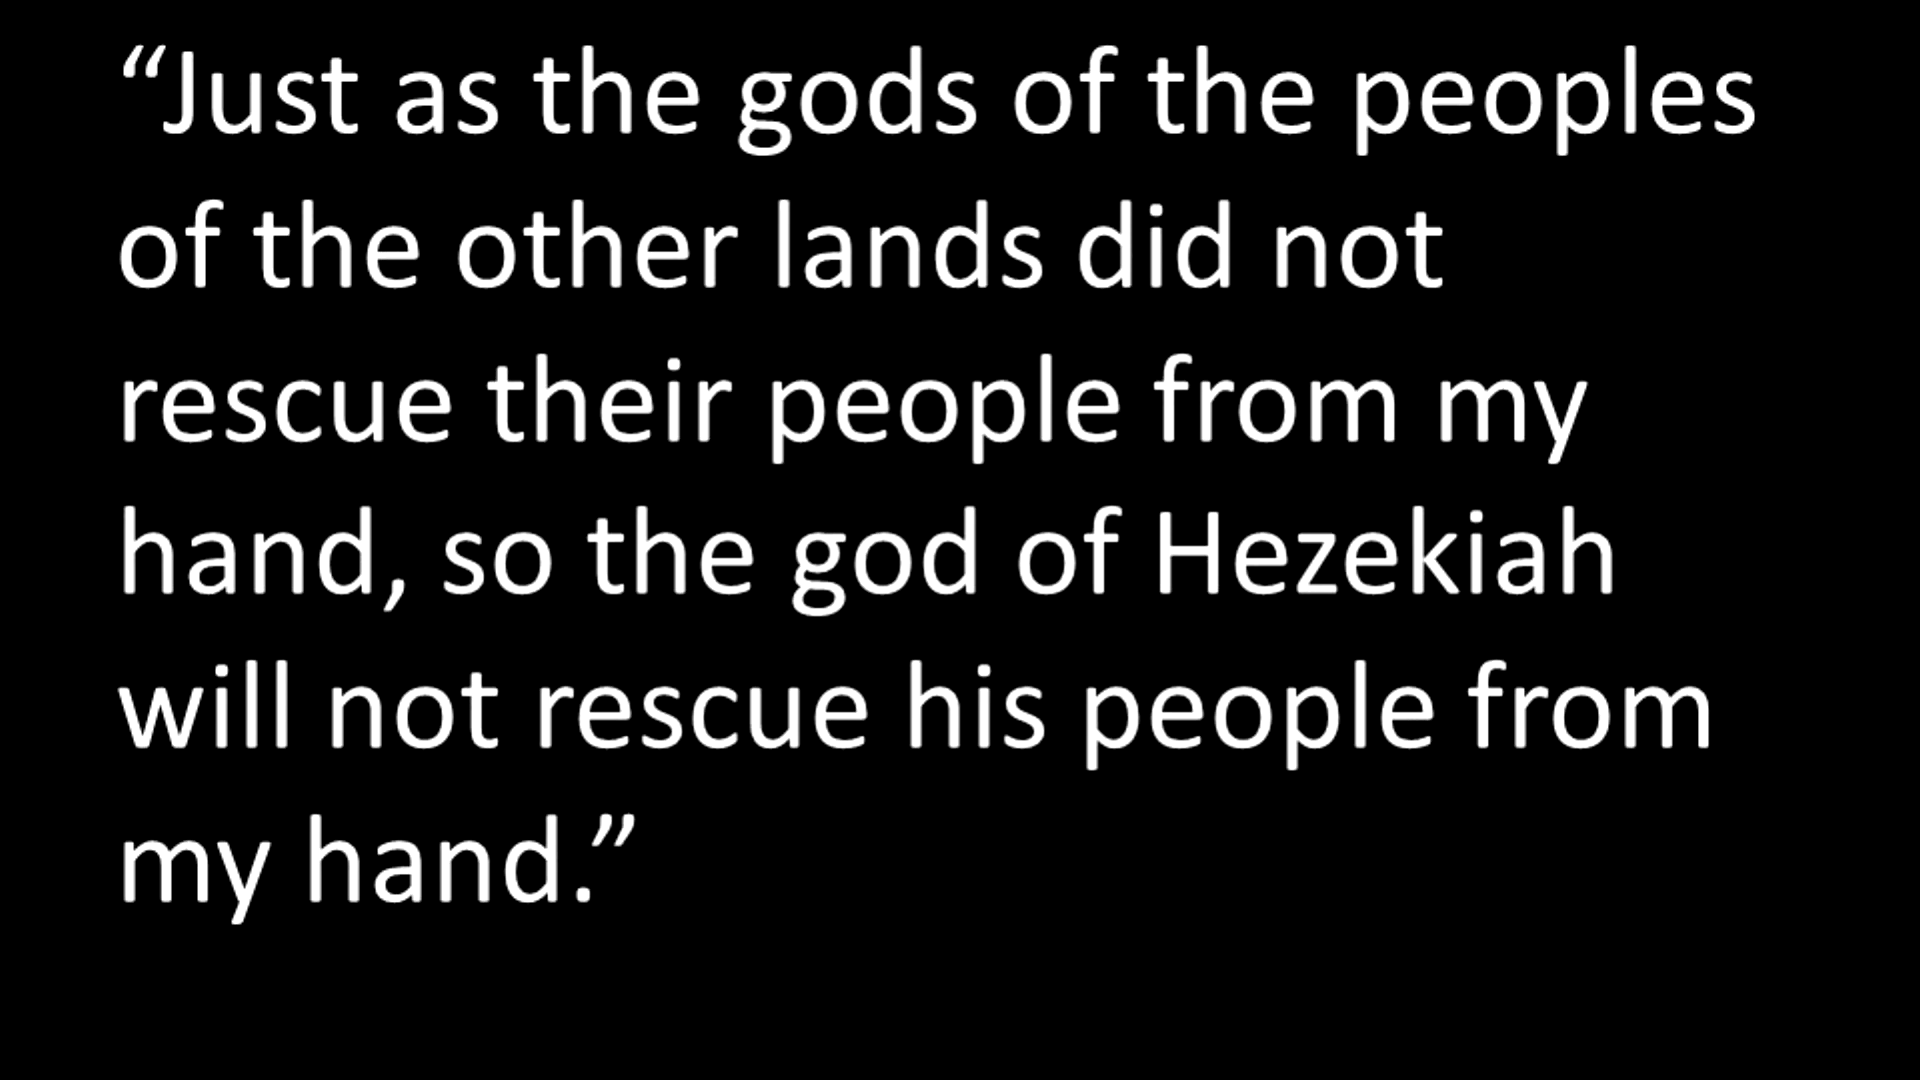 “Just as the gods of the peoples
of the other lands did not
rescue their people from my
hand, so the god of Hezekiah
will not rescue his people from
my hand.”